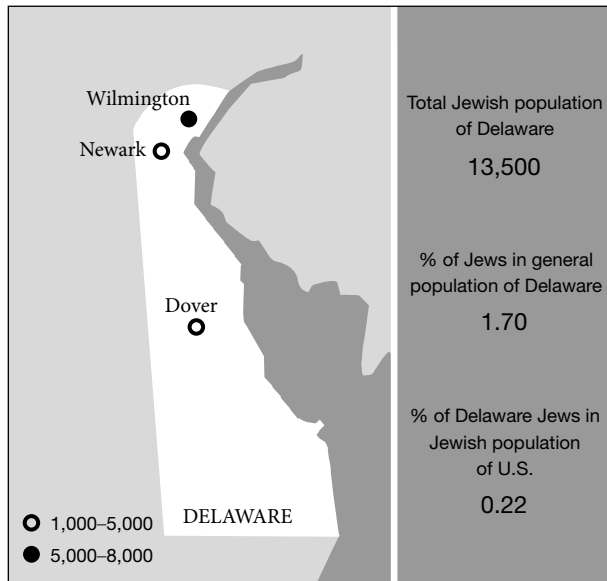 Wilmington
Newark
Dover
DELAWARE
1,000–5,000
5,000–8,000
Total Jewish population
of Delaware
13,500
% of Jews in general
population of Delaware
1.70
% of Delaware Jews in
Jewish population
of U.S.
0.22